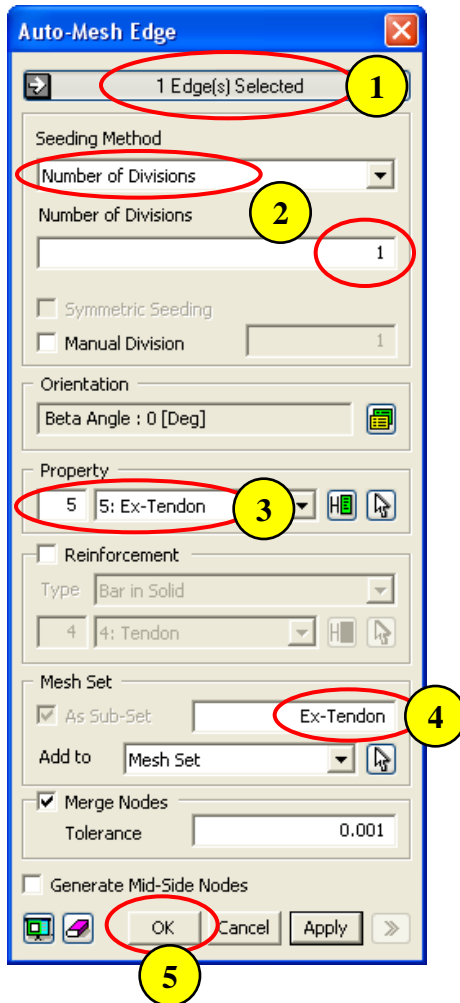 Auto-Mesh Edge
1 Edge(s) Selected 1
Seeding Method
Number of Divisions
Number of Divisions 2
1
Symmetric Seeding
Manual Division 1
Orientation
Beta Angle : 0 [Deg]
Property
5 5: Ex-Tendon 3
Reinforcement
Type Bar in Solid
4 4: Tendon
Mesh Set
As Sub-Set Ex-Tendon 4
Add to Mesh Set
Merge Nodes
Tolerance 0.001
Generate Mid-Side Nodes
OK Cancel Apply >>
5